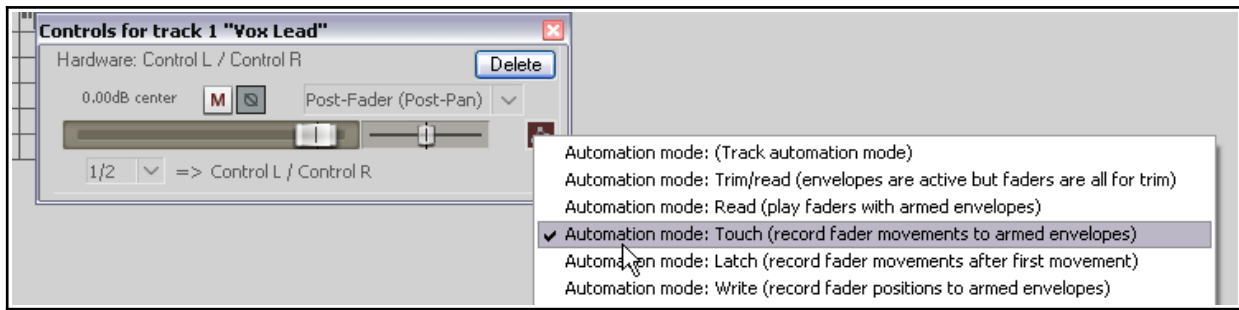 Controls for track 1 "Vox Lead"
Hardware: Control L / Control R
Delete
0.00dB center
M
Post-Fader (Post-Pan)
1/2
=> Control L / Control R
Automation mode: (Track automation mode)
Automation mode: Trim/read (envelopes are active but faders are all for trim)
Automation mode: Read (play faders with armed envelopes)
Automation mode: Touch (record fader movements to armed envelopes)
Automation mode: Latch (record fader movements after first movement)
Automation mode: Write (record fader positions to armed envelopes)